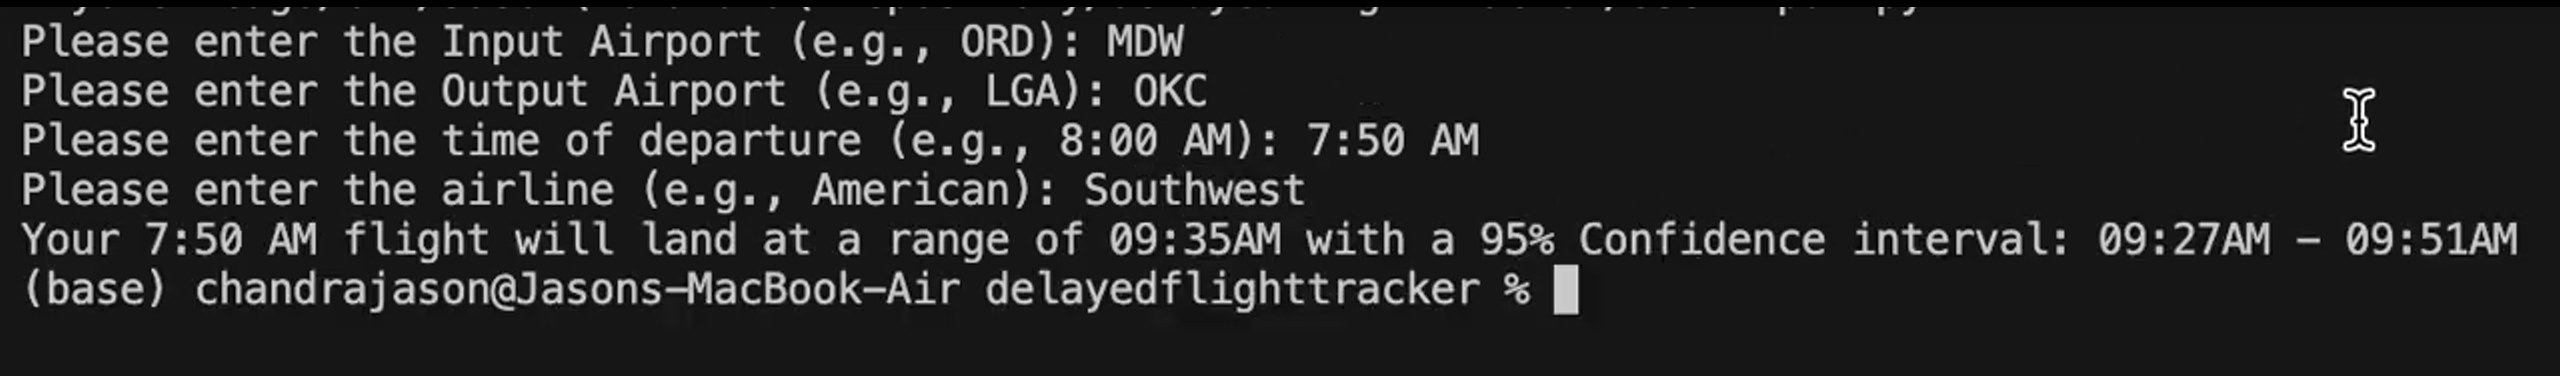 Please enter the Input Airport (e.g., ORD): MDW
Please enter the Output Airport (e.g., LGA): OKC
Please enter the time of departure (e.g., 8:00 AM): 7:50 AM
Please enter the airline (e.g., American): Southwest
Your 7:50 AM flight will land at a range of 09:35AM with a 95% Confidence interval: 09:27AM – 09:51AM
(base) chandrajason@Jasons-MacBook-Air delayedflighttracker %